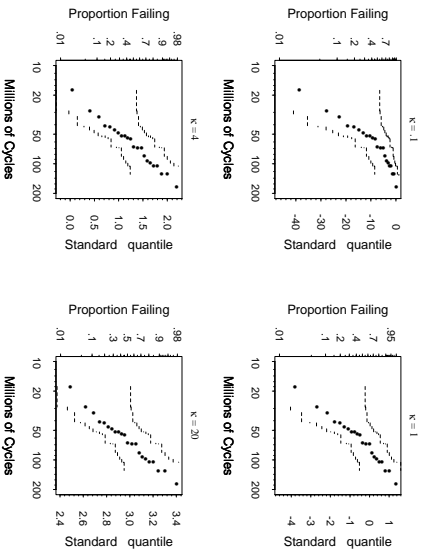 κ = .1
Proportion Failing
.01 .1 .2 .4 .7
10 20 50 100 200
Millions of Cycles
-40 -30 -20 -10 0
Standard quantile
κ = 1
Proportion Failing
.01 .1 .2 .4 .7 .95
10 20 50 100 200
Millions of Cycles
-4 -3 -2 -1 0 1
Standard quantile
κ = 4
Proportion Failing
.01 .1 .2 .4 .7 .9 .98
10 20 50 100 200
Millions of Cycles
0.0 0.5 1.0 1.5 2.0
Standard quantile
κ = 20
Proportion Failing
.01 .1 .3 .5 .7 .9 .98
10 20 50 100 200
Millions of Cycles
2.4 2.6 2.8 3.0 3.2 3.4
Standard quantile